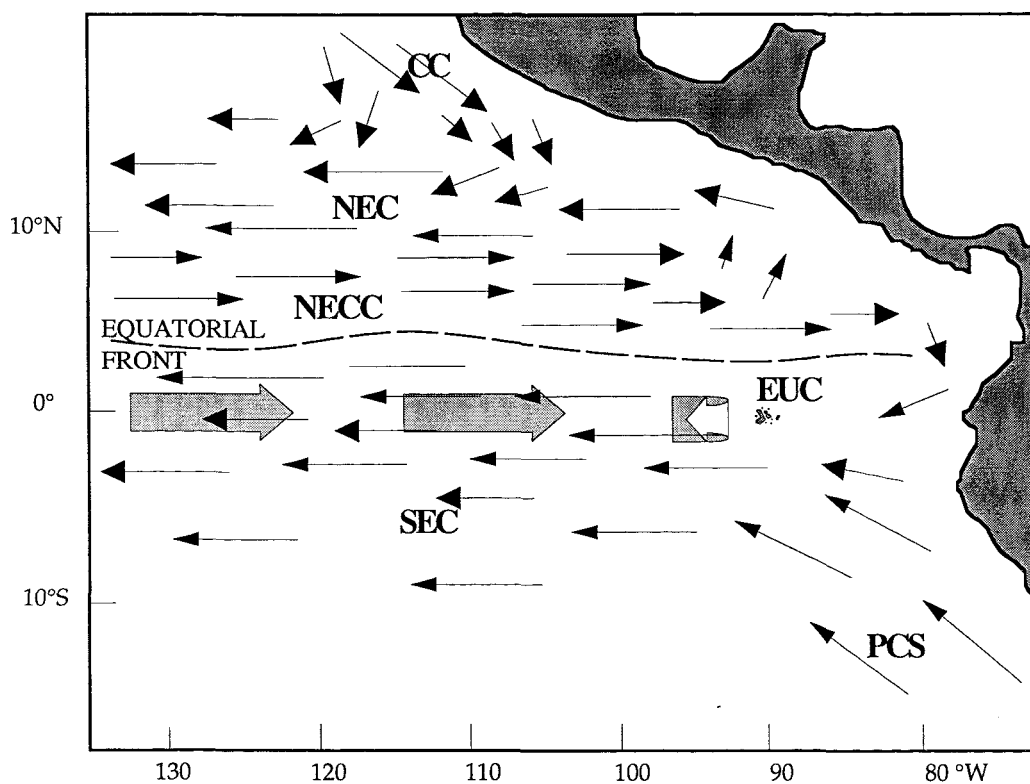 CC
NEC
10°N
NECC
EQUATORIAL
FRONT
EUC
0°
SEC
10°S
PCS
130 120 110 100 90 80 °W